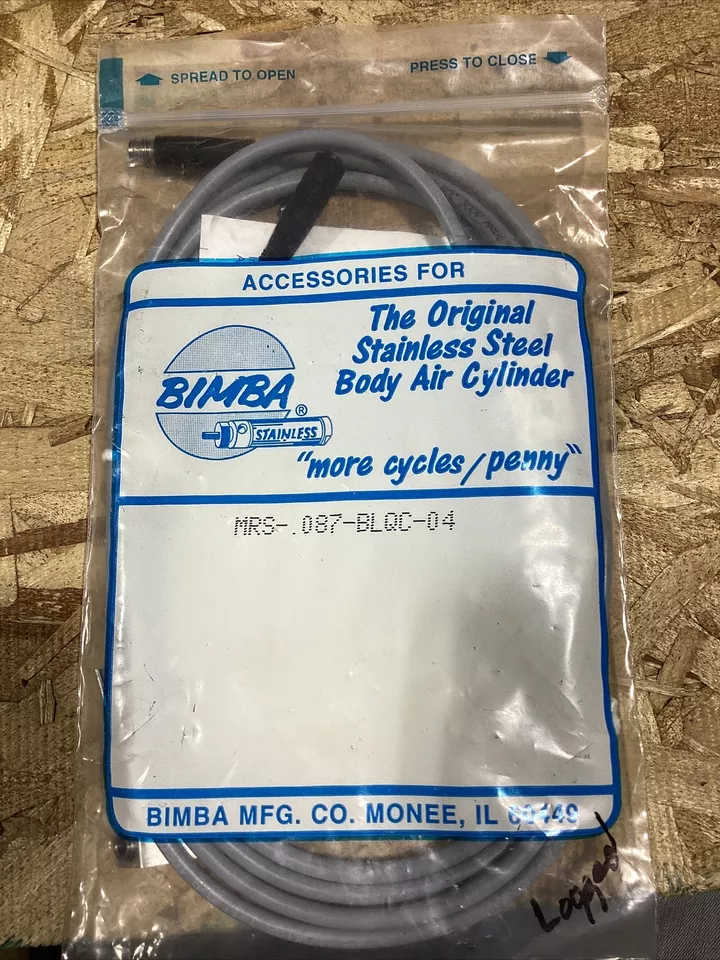 SPREAD TO OPEN
PRESS TO CLOSE
ACCESSORIES FOR
BIMBA®
STAINLESS
The Original
Stainless Steel
Body Air Cylinder
"more cycles/penny"
MRS-.087-BLQC-04
BIMBA MFG. CO. MONEE, IL 60449
Logged